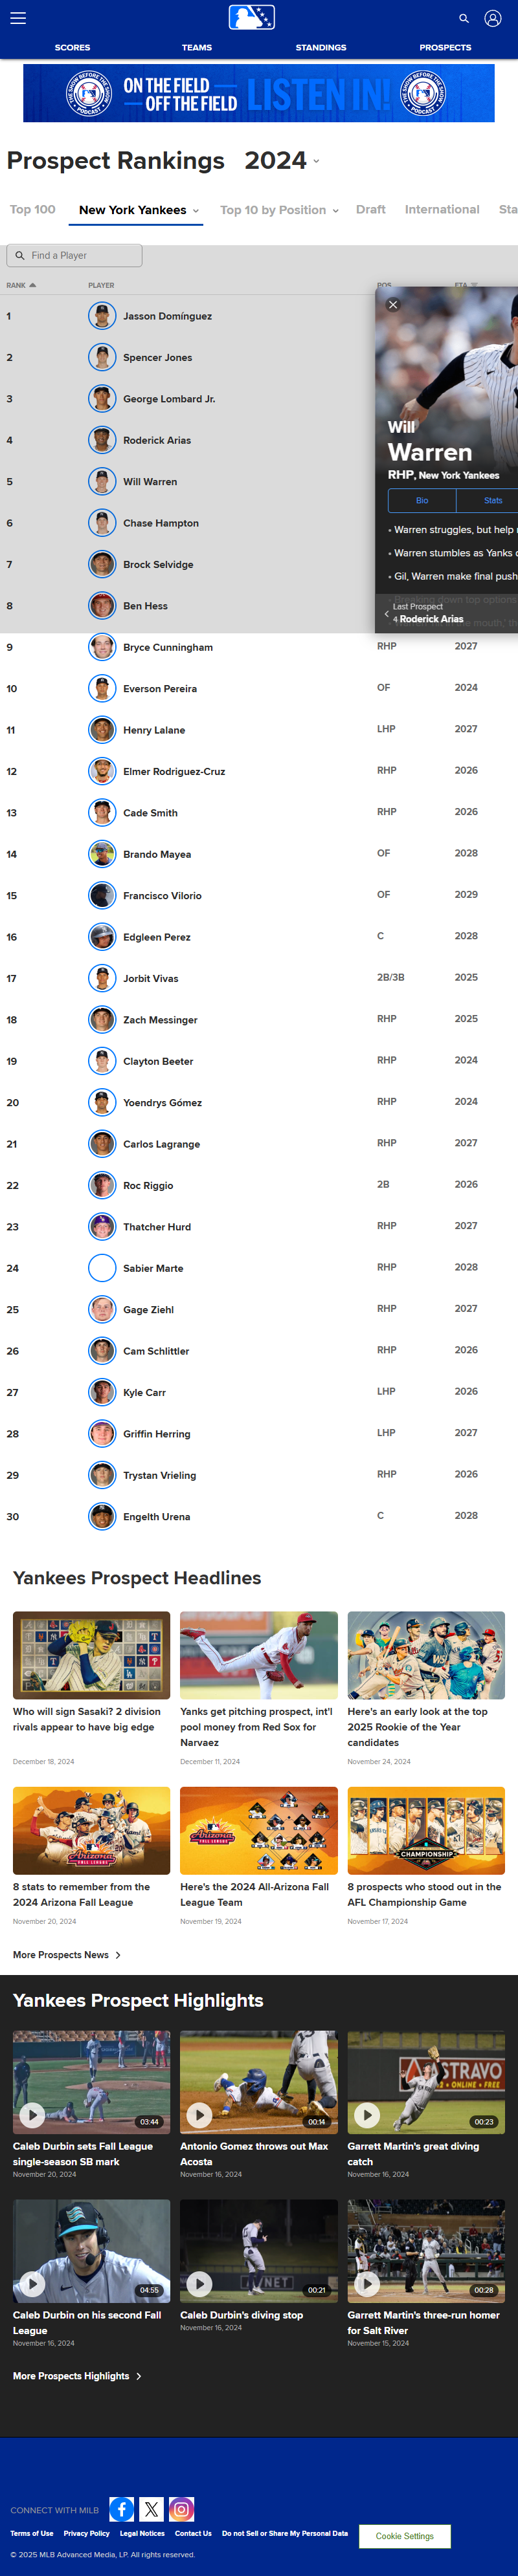 SCORES TEAMS STANDINGS PROSPECTS
THE SHOW BEFORE THE SHOW PODCAST ON THE FIELD OFF THE FIELD LISTEN IN! THE SHOW BEFORE THE SHOW PODCAST
Prospect Rankings 2024
Top 100 New York Yankees Top 10 by Position Draft International Sta
Find a Player
RANK PLAYER POS ETA
1 Jasson Domínguez
2 Spencer Jones
3 George Lombard Jr.
4 Roderick Arias
5 Will Warren
6 Chase Hampton
7 Brock Selvidge
8 Ben Hess
Will
Warren
RHP, New York Yankees
Bio Stats
• Warren struggles, but help
• Warren stumbles as Yanks
• Gil, Warren make final push
Last Prospect
4 Roderick Arias
9 Bryce Cunningham RHP 2027
10 Everson Pereira OF 2024
11 Henry Lalane LHP 2027
12 Elmer Rodriguez-Cruz RHP 2026
13 Cade Smith RHP 2026
14 Brando Mayea OF 2028
15 Francisco Vilorio OF 2029
16 Edgleen Perez C 2028
17 Jorbit Vivas 2B/3B 2025
18 Zach Messinger RHP 2025
19 Clayton Beeter RHP 2024
20 Yoendrys Gómez RHP 2024
21 Carlos Lagrange RHP 2027
22 Roc Riggio 2B 2026
23 Thatcher Hurd RHP 2027
24 Sabier Marte RHP 2028
25 Gage Ziehl RHP 2027
26 Cam Schlittler RHP 2026
27 Kyle Carr LHP 2026
28 Griffin Herring LHP 2027
29 Trystan Vrieling RHP 2026
30 Engelth Urena C 2028
Yankees Prospect Headlines
Who will sign Sasaki? 2 division
rivals appear to have big edge
December 18, 2024
Yanks get pitching prospect, int'l
pool money from Red Sox for
Narvaez
December 11, 2024
Here's an early look at the top
2025 Rookie of the Year
candidates
November 24, 2024
8 stats to remember from the
2024 Arizona Fall League
November 20, 2024
Here's the 2024 All-Arizona Fall
League Team
November 19, 2024
CHAMPIONSHIP
8 prospects who stood out in the
AFL Championship Game
November 17, 2024
More Prospects News
Yankees Prospect Highlights
03:44
Caleb Durbin sets Fall League
single-season SB mark
November 20, 2024
00:14
Antonio Gomez throws out Max
Acosta
November 16, 2024
00:23
Garrett Martin's great diving
catch
November 16, 2024
04:55
Caleb Durbin on his second Fall
League
November 16, 2024
00:21
Caleb Durbin's diving stop
November 16, 2024
00:28
Garrett Martin's three-run homer
for Salt River
November 15, 2024
More Prospects Highlights
CONNECT WITH MILB
Terms of Use Privacy Policy Legal Notices Contact Us Do not Sell or Share My Personal Data
Cookie Settings
© 2025 MLB Advanced Media, LP. All rights reserved.